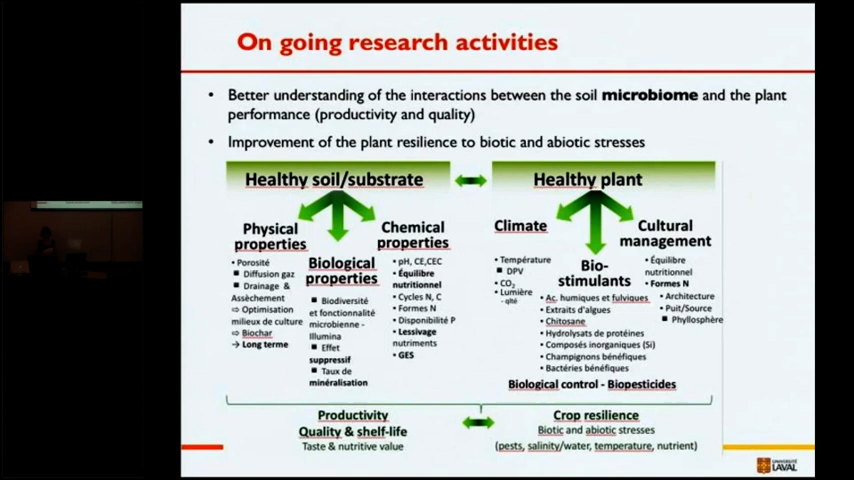 On going research activities
• Better understanding of the interactions between the soil microbiome and the plant
performance (productivity and quality)
• Improvement of the plant resilience to biotic and abiotic stresses
Healthy soil/substrate
Physical
properties
• Porosité
■ Diffusion gaz
■ Drainage &
Assèchement
⇨ Optimisation
milieux de culture
⇨ Biochar
→ Long terme
Biological
properties
■ Biodiversité
et fonctionnalité
microbienne -
Illumina
■ Effet
suppressif
■ Taux de
minéralisation
Chemical
properties
• pH, CE,CEC
• Équilibre
nutritionnel
• Cycles N, C
• Formes N
• Disponibilité P
• Lessivage
nutriments
• GES
Healthy plant
Climate
• Température
■ DPV
• CO2
• Lumière
- qlté
Bio-
stimulants
• Ac. humiques et fulviques
• Extraits d'algues
• Chitosane
• Hydrolysats de protéines
• Composés inorganiques (Si)
• Champignons bénéfiques
• Bactéries bénéfiques
Cultural
management
• Équilibre
nutritionnel
• Formes N
• Architecture
• Puit/Source
■ Phyllosphère
Biological control - Biopesticides
Productivity
Quality & shelf-life
Taste & nutritive value
Crop resilience
Biotic and abiotic stresses
(pests, salinity/water, temperature, nutrient)
UNIVERSITÉ
LAVAL